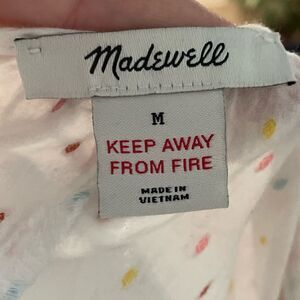 Madewell
M
KEEP AWAY
FROM FIRE
MADE IN
VIETNAM